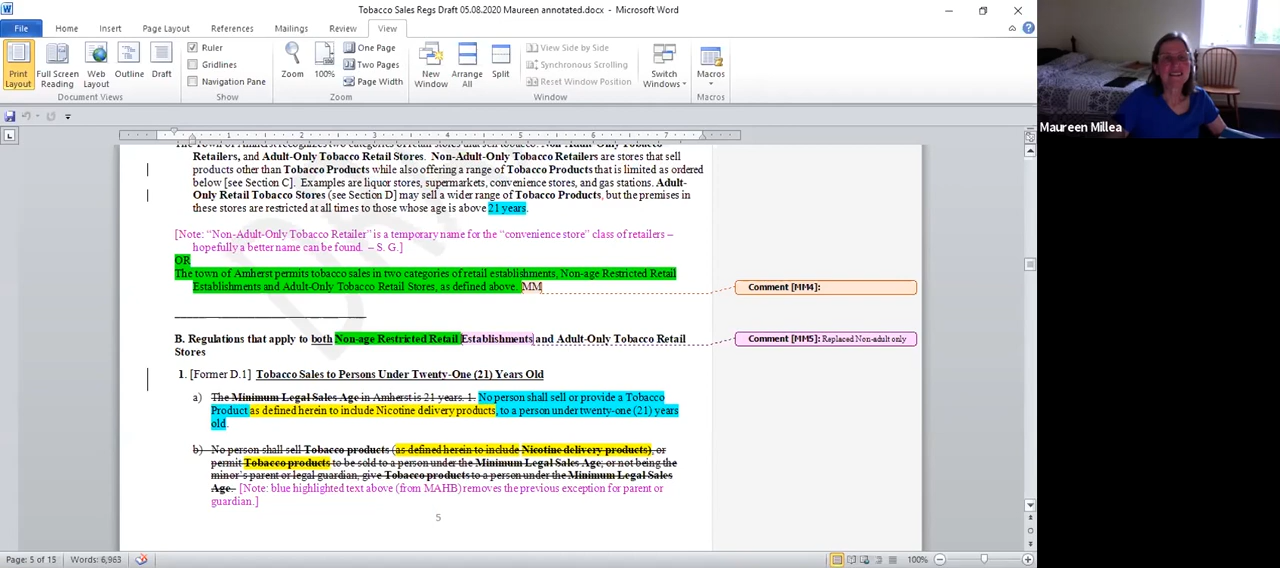 Tobacco Sales Regs Draft 05.08.2020 Maureen annotated.docx - Microsoft Word
File Home Insert Page Layout References Mailings Review View
Print Layout
Full Screen Reading
Web Layout
Outline
Draft
Document Views
Ruler
Gridlines
Navigation Pane
Show
Zoom
100%
One Page
Two Pages
Page Width
Zoom
New Window
Arrange All
Split
View Side by Side
Synchronous Scrolling
Reset Window Position
Window
Switch Windows
Macros
Macros
1 2 3 4 5 6 7
Retailers, and Adult-Only Tobacco Retail Stores. Non-Adult-Only Tobacco Retailers are stores that sell
products other than Tobacco Products while also offering a range of Tobacco Products that is limited as ordered
below [see Section C]. Examples are liquor stores, supermarkets, convenience stores, and gas stations. Adult-
Only Retail Tobacco Stores (see Section D] may sell a wider range of Tobacco Products, but the premises in
these stores are restricted at all times to those whose age is above 21 years.
[Note: “Non-Adult-Only Tobacco Retailer” is a temporary name for the “convenience store” class of retailers –
hopefully a better name can be found. – S. G.]
OR
The town of Amherst permits tobacco sales in two categories of retail establishments, Non-age Restricted Retail
Establishments and Adult-Only Tobacco Retail Stores, as defined above. MM
Comment [MM4]:
B. Regulations that apply to both Non-age Restricted Retail Establishments and Adult-Only Tobacco Retail
Stores
Comment [MM5]: Replaced Non-adult only
1. [Former D.1] Tobacco Sales to Persons Under Twenty-One (21) Years Old
a) The Minimum Legal Sales Age in Amherst is 21 years. 1. No person shall sell or provide a Tobacco
Product as defined herein to include Nicotine delivery products, to a person under twenty-one (21) years
old.
b) No person shall sell Tobacco products (as defined herein to include Nicotine delivery products), or
permit Tobacco products to be sold to a person under the Minimum Legal Sales Age; or not being the
minor’s parent or legal guardian, give Tobacco products to a person under the Minimum Legal Sales
Age. [Note: blue highlighted text above (from MAHB) removes the previous exception for parent or
guardian.]
5
Page: 5 of 15 Words: 6,963 100%
Maureen Millea